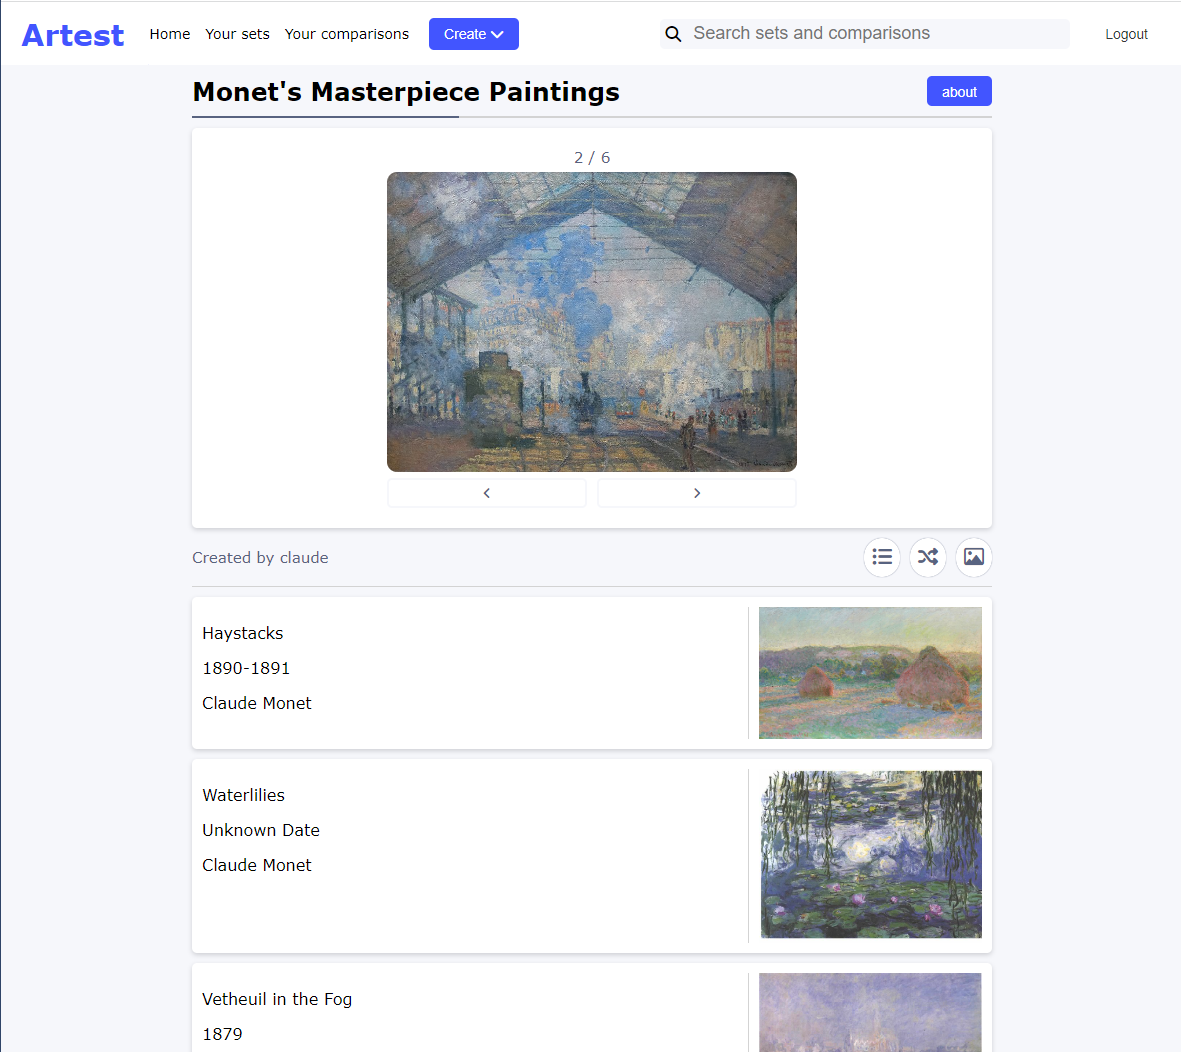 Artest
Home Your sets Your comparisons Create Search sets and comparisons Logout
Monet's Masterpiece Paintings
about
2 / 6
Created by claude
Haystacks
1890-1891
Claude Monet
Waterlilies
Unknown Date
Claude Monet
Vetheuil in the Fog
1879